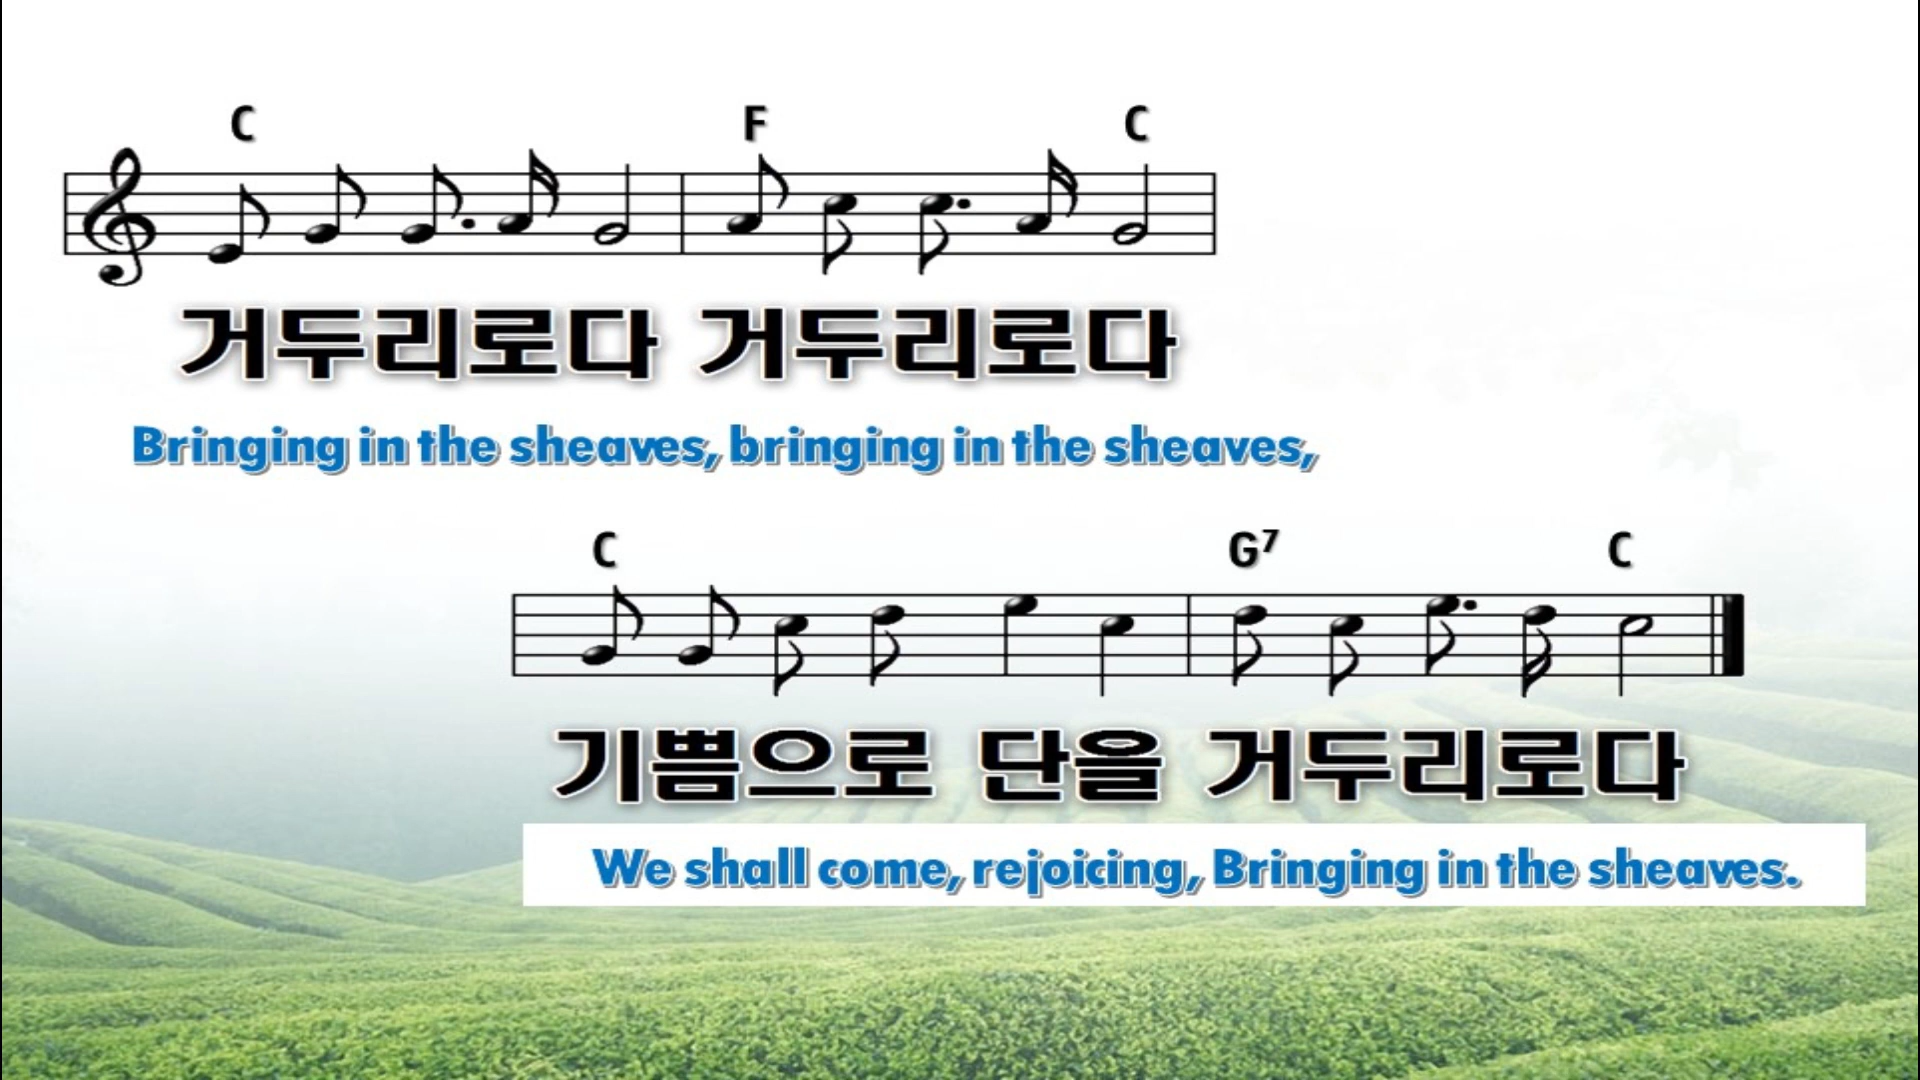 C F C
거두리로다 거두리로다
Bringing in the sheaves, bringing in the sheaves,
C G7 C
기쁨으로 단을 거두리로다
We shall come, rejoicing, Bringing in the sheaves.